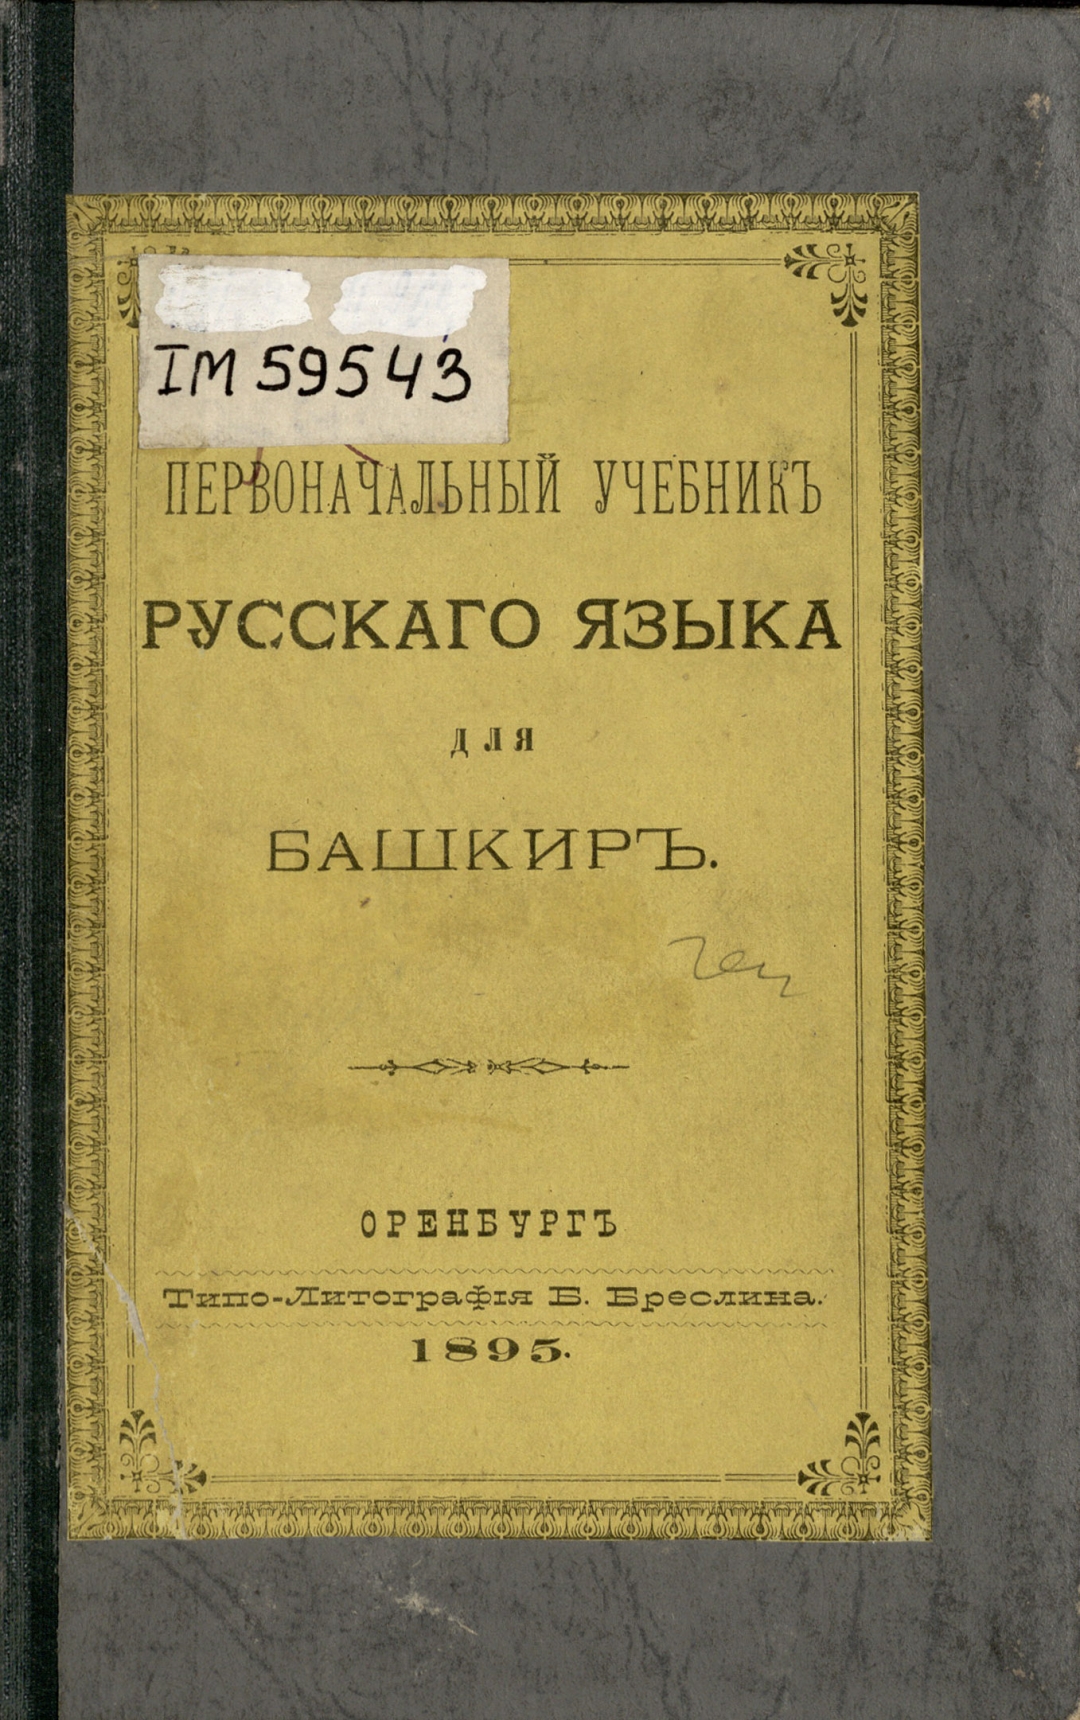 IM 59543
ПЕРВОНАЧАЛЬНЫЙ УЧЕБНИКЪ
РУССКАГО ЯЗЫКА
ДЛЯ
БАШКИРЪ.
ОРЕНБУРГЪ
Типо-Литографія Б. Бреслина.
1895.